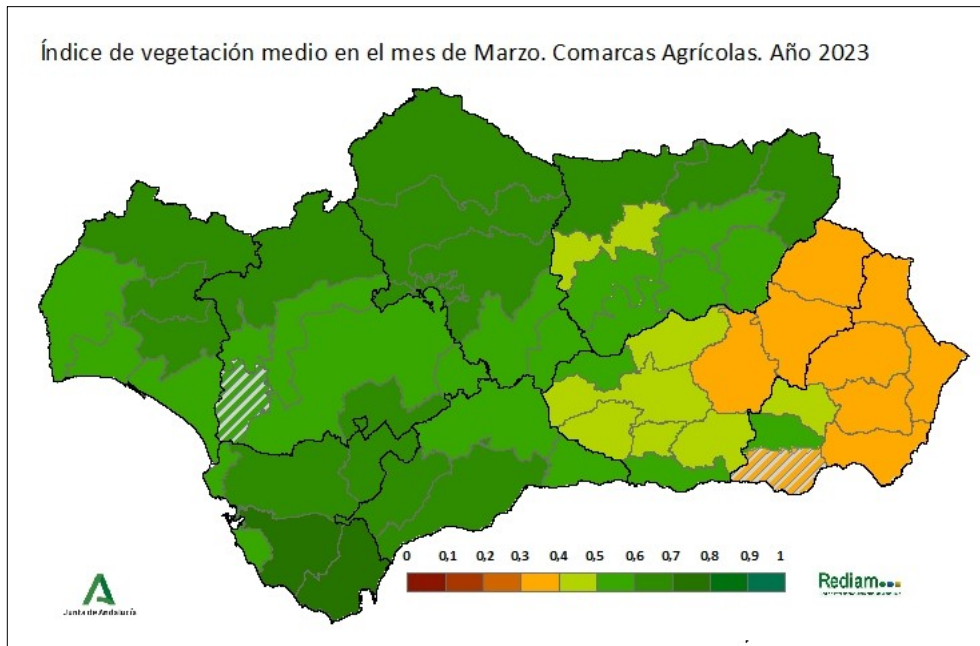 Índice de vegetación medio en el mes de Marzo. Comarcas Agrícolas. Año 2023
0 0,1 0,2 0,3 0,4 0,5 0,6 0,7 0,8 0,9 1
Junta de Andalucía
Rediam